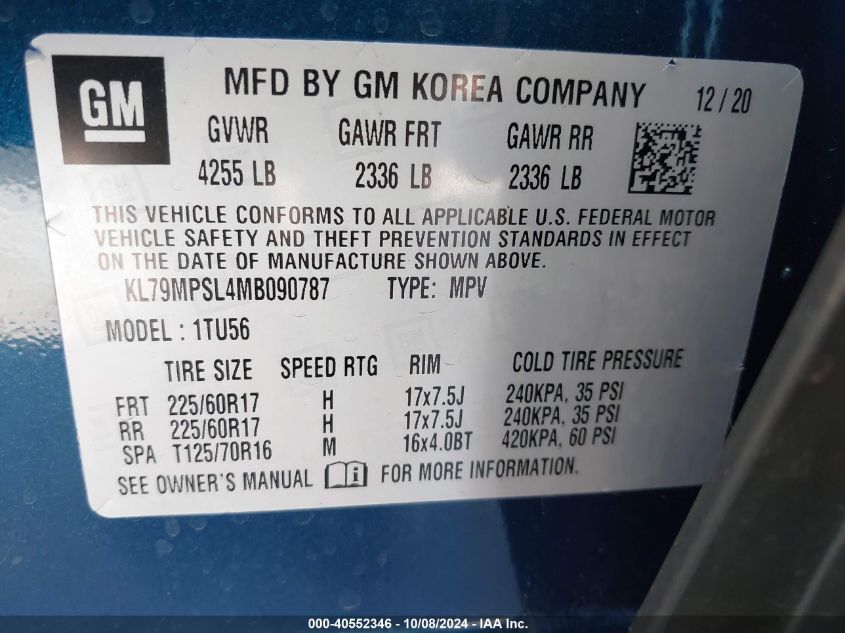 GM
MFD BY GM KOREA COMPANY 12/20
GVWR GAWR FRT GAWR RR
4255 LB 2336 LB 2336 LB
THIS VEHICLE CONFORMS TO ALL APPLICABLE U.S. FEDERAL MOTOR
VEHICLE SAFETY AND THEFT PREVENTION STANDARDS IN EFFECT
ON THE DATE OF MANUFACTURE SHOWN ABOVE.
KL79MPSL4MB090787 TYPE: MPV
MODEL: 1TU56
TIRE SIZE SPEED RTG RIM COLD TIRE PRESSURE
FRT 225/60R17 H 17x7.5J 240KPA, 35 PSI
RR 225/60R17 H 17x7.5J 240KPA, 35 PSI
SPA T125/70R16 M 16x4.0BT 420KPA, 60 PSI
SEE OWNER'S MANUAL i FOR MORE INFORMATION.
000-40552346 - 10/08/2024 - IAA Inc.